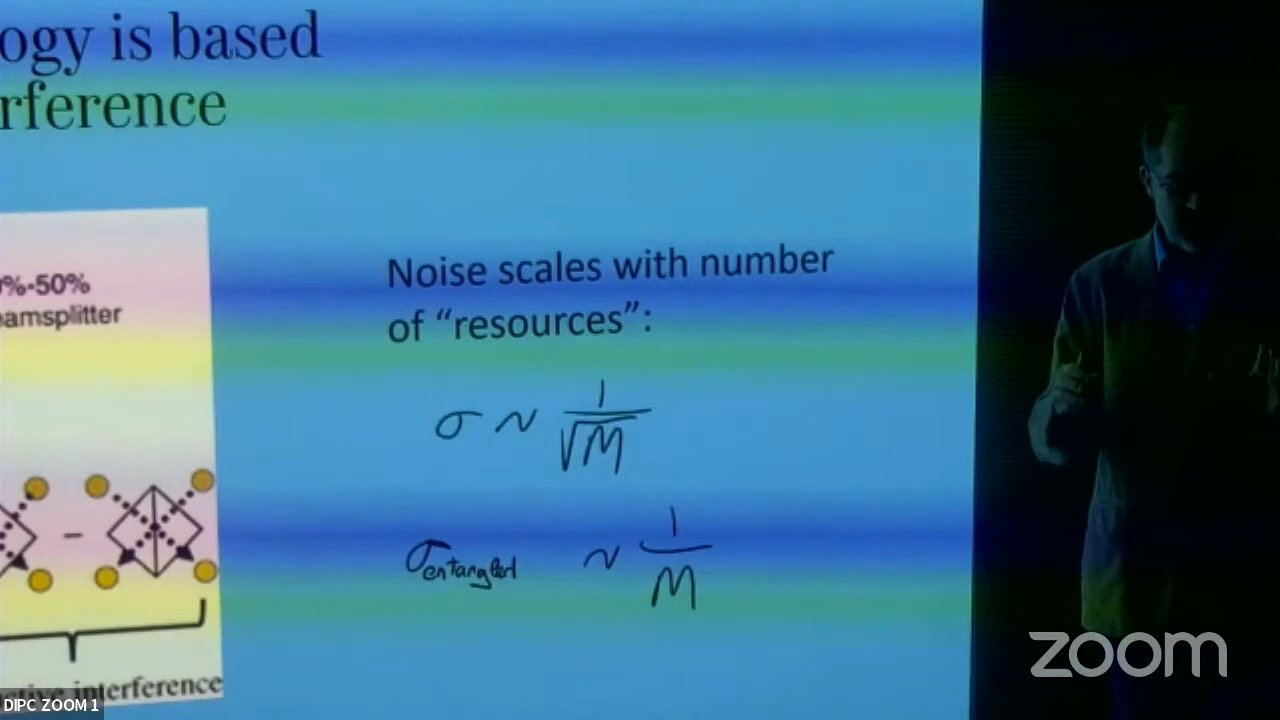 ogy is based
rference
%-50%
amsplitter
Noise scales with number
of “resources”:
σ ~ 1/√M
σentangled ~ 1/M
interference
DIPC ZOOM 1
zoom